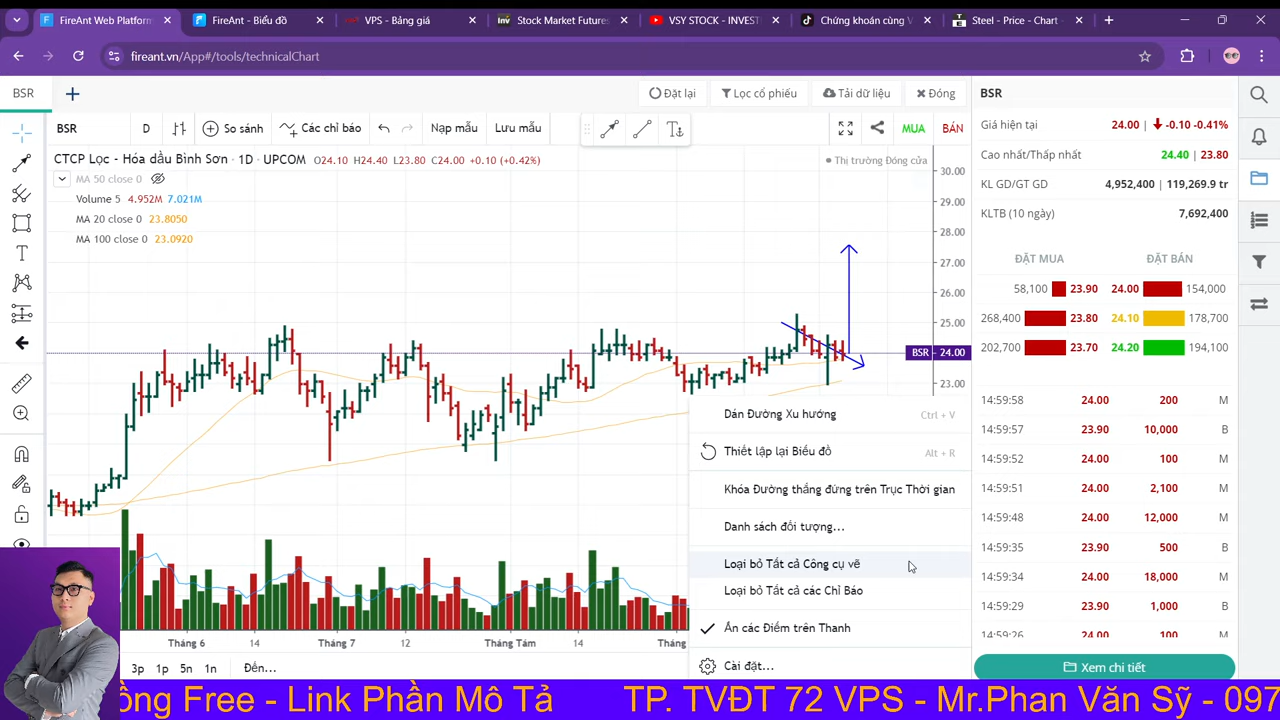 FireAnt Web Platform
FireAnt - Biểu đồ
VPS - Bảng giá
Stock Market Futures
VSY STOCK - INVESTI
Chứng khoán cùng V
Steel - Price - Chart
fireant.vn/App#/tools/technicalChart
BSR
Đặt lại
Lọc cổ phiếu
Tải dữ liệu
Đóng
BSR
D
So sánh
Các chỉ báo
Nạp mẫu
Lưu mẫu
MUA
BÁN
CTCP Lọc - Hóa dầu Bình Sơn · 1D · UPCOM O24.10 H24.40 L23.80 C24.00 +0.10 (+0.42%)
Thị trường Đóng cửa
MA 50 close 0
Volume 5 4.952M 7.021M
MA 20 close 0 23.8050
MA 100 close 0 23.0920
30.00
29.00
28.00
27.00
26.00
25.00
BSR - 24.00
23.00
Tháng 6
14
Tháng 7
12
Tháng Tám
14
Tháng
3p
1p
5n
1n
Đến...
Dán Đường Xu hướng Ctrl + V
Thiết lập lại Biểu đồ Alt + R
Khóa Đường thẳng đứng trên Trục Thời gian
Danh sách đối tượng...
Loại bỏ Tất cả Công cụ vẽ
Loại bỏ Tất cả các Chỉ Báo
Ẩn các Điểm trên Thanh
Cài đặt...
BSR
Giá hiện tại 24.00 | -0.10 -0.41%
Cao nhất/Thấp nhất 24.40 | 23.80
KL GD/GT GD 4,952,400 | 119,269.9 tr
KLTB (10 ngày) 7,692,400
ĐẶT MUA ĐẶT BÁN
58,100 23.90 24.00 154,000
268,400 23.80 24.10 178,700
202,700 23.70 24.20 194,100
14:59:58 24.00 200 M
14:59:57 23.90 10,000 B
14:59:52 24.00 100 M
14:59:51 24.00 2,100 M
14:59:48 24.00 12,000 M
14:59:35 23.90 500 B
14:59:34 24.00 18,000 M
14:59:29 23.90 1,000 B
14:59:26 24.00 100 M
Xem chi tiết
ồng Free - Link Phần Mô Tả TP. TVĐT 72 VPS - Mr.Phan Văn Sỹ - 097